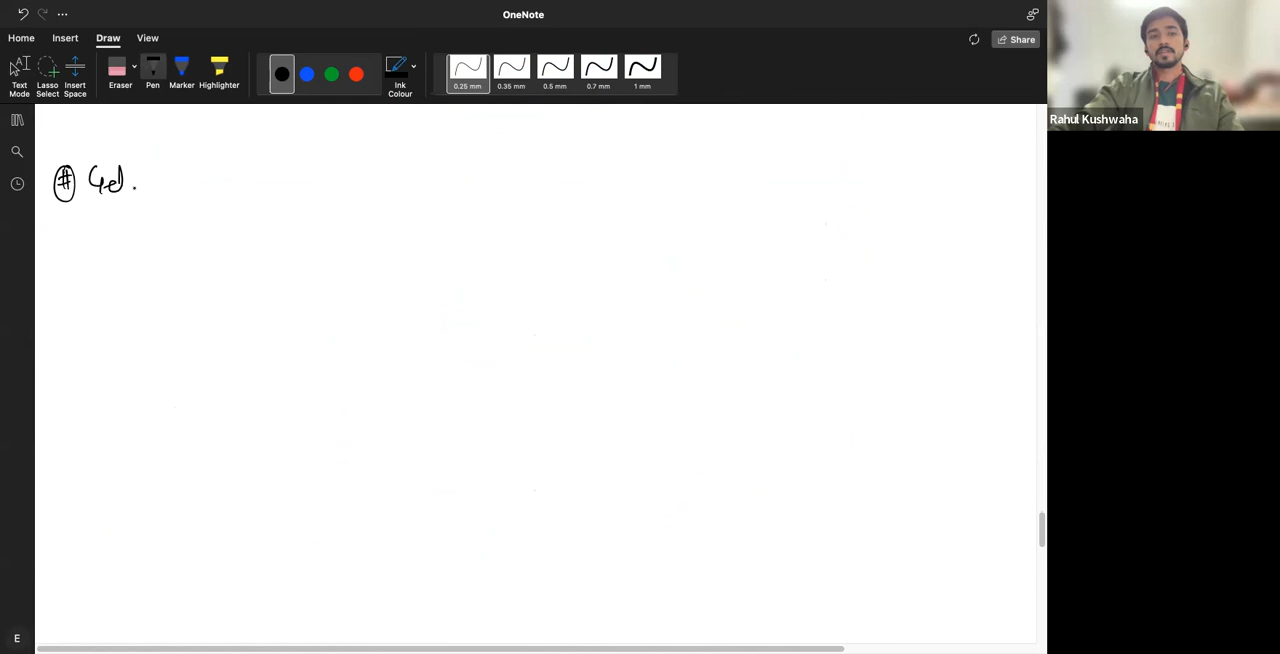 OneNote
Home Insert Draw View
Share
Text Mode
Lasso Select
Insert Space
Eraser
Pen
Marker
Highlighter
Ink Colour
0.25 mm
0.35 mm
0.5 mm
0.7 mm
1 mm
Rahul Kushwaha
# Gel.
E